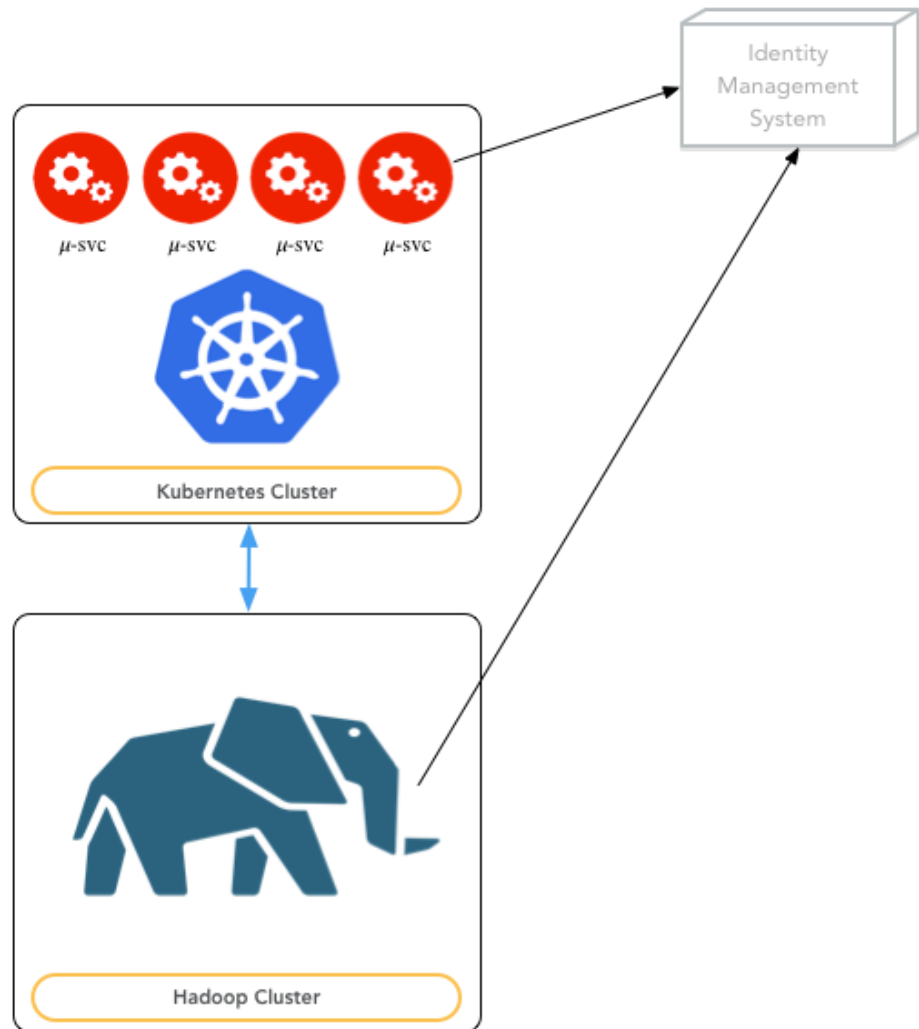 Identity
Management
System
μ-svc
μ-svc
μ-svc
μ-svc
Kubernetes Cluster
Hadoop Cluster